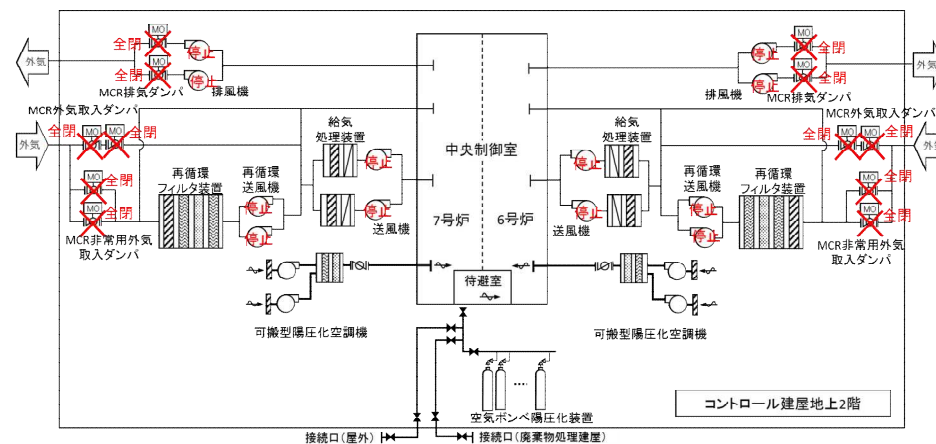 MO
MO
全閉
全閉
停止
停止
外気
MCR排気ダンパ
排風機
MCR外気取入ダンパ
全閉
MO
MO
全閉
外気
MO
全閉
MO
全閉
MCR非常用外気
取入ダンパ
再循環
フィルタ装置
再循環
送風機
停止
停止
給気
処理装置
停止
停止
送風機
可搬型陽圧化空調機
中央制御室
7号炉
6号炉
待避室
MO
MO
全閉
全閉
停止
停止
外気
排風機
MCR排気ダンパ
MCR外気取入ダンパ
全閉
MO
MO
全閉
外気
給気
処理装置
停止
停止
送風機
再循環
送風機
停止
停止
再循環
フィルタ装置
MO
全閉
MO
全閉
MCR非常用外気
取入ダンパ
可搬型陽圧化空調機
空気ボンベ陽圧化装置
コントロール建屋地上2階
接続口(屋外)
接続口(廃棄物処理建屋)